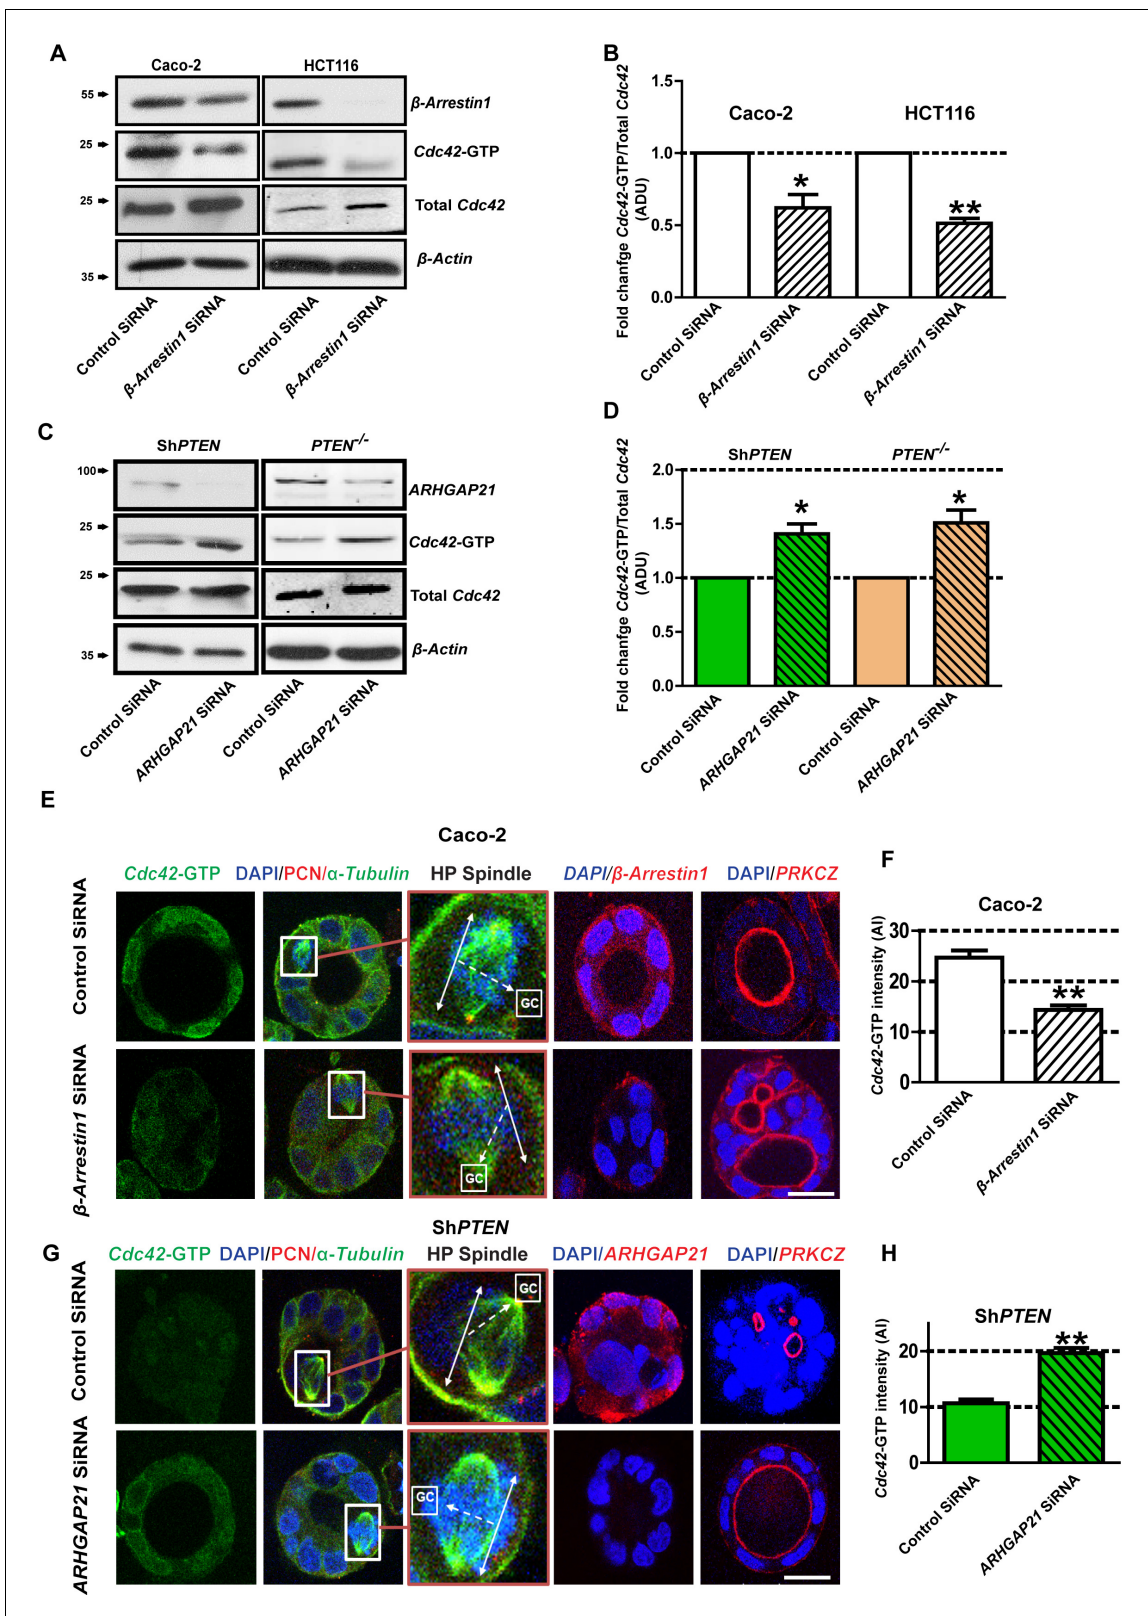 A
Caco-2
HCT116
55
β-Arrestin1
25
Cdc42-GTP
25
Total Cdc42
35
β-Actin
Control SiRNA
β-Arrestin1 SiRNA
Control SiRNA
β-Arrestin1 SiRNA
B
Fold chanfge Cdc42-GTP/Total Cdc42
(ADU)
1.5
1.0
0.5
0.0
Caco-2
HCT116
*
**
Control SiRNA
β-Arrestin1 SiRNA
Control SiRNA
β-Arrestin1 SiRNA
C
ShPTEN
PTEN-/-
100
ARHGAP21
25
Cdc42-GTP
25
Total Cdc42
35
β-Actin
Control SiRNA
ARHGAP21 SiRNA
Control SiRNA
ARHGAP21 SiRNA
D
Fold chanfge Cdc42-GTP/Total Cdc42
(ADU)
ShPTEN
PTEN-/-
2.0
1.5
1.0
0.5
0.0
*
*
Control SiRNA
ARHGAP21 SiRNA
Control SiRNA
ARHGAP21 SiRNA
E
Caco-2
Cdc42-GTP
DAPI/PCN/α-Tubulin
HP Spindle
DAPI/β-Arrestin1
DAPI/PRKCZ
Control SiRNA
GC
β-Arrestin1 SiRNA
GC
F
Caco-2
Cdc42-GTP intensity (AI)
30
20
10
0
**
Control SiRNA
β-Arrestin1 SiRNA
G
ShPTEN
Cdc42-GTP
DAPI/PCN/α-Tubulin
HP Spindle
DAPI/ARHGAP21
DAPI/PRKCZ
Control SiRNA
GC
ARHGAP21 SiRNA
GC
H
ShPTEN
Cdc42-GTP intensity (AI)
20
10
0
**
Control SiRNA
ARHGAP21 SiRNA